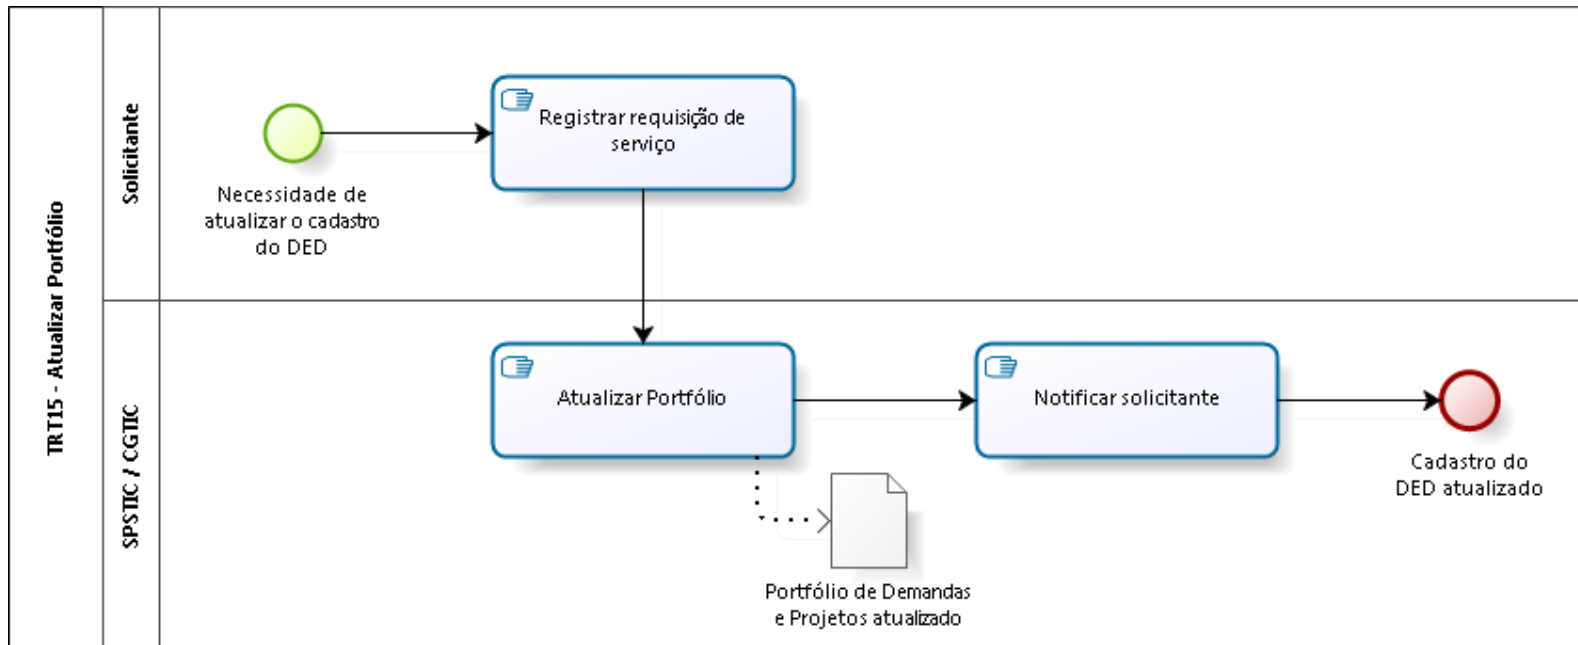 TRT15 - Atualizar Portfólio
Solicitante
Necessidade de
atualizar o cadastro
do DED
Registrar requisição de
serviço
SPSTIC / CGTIC
Atualizar Portfólio
Portfólio de Demandas
e Projetos atualizado
Notificar solicitante
Cadastro do
DED atualizado